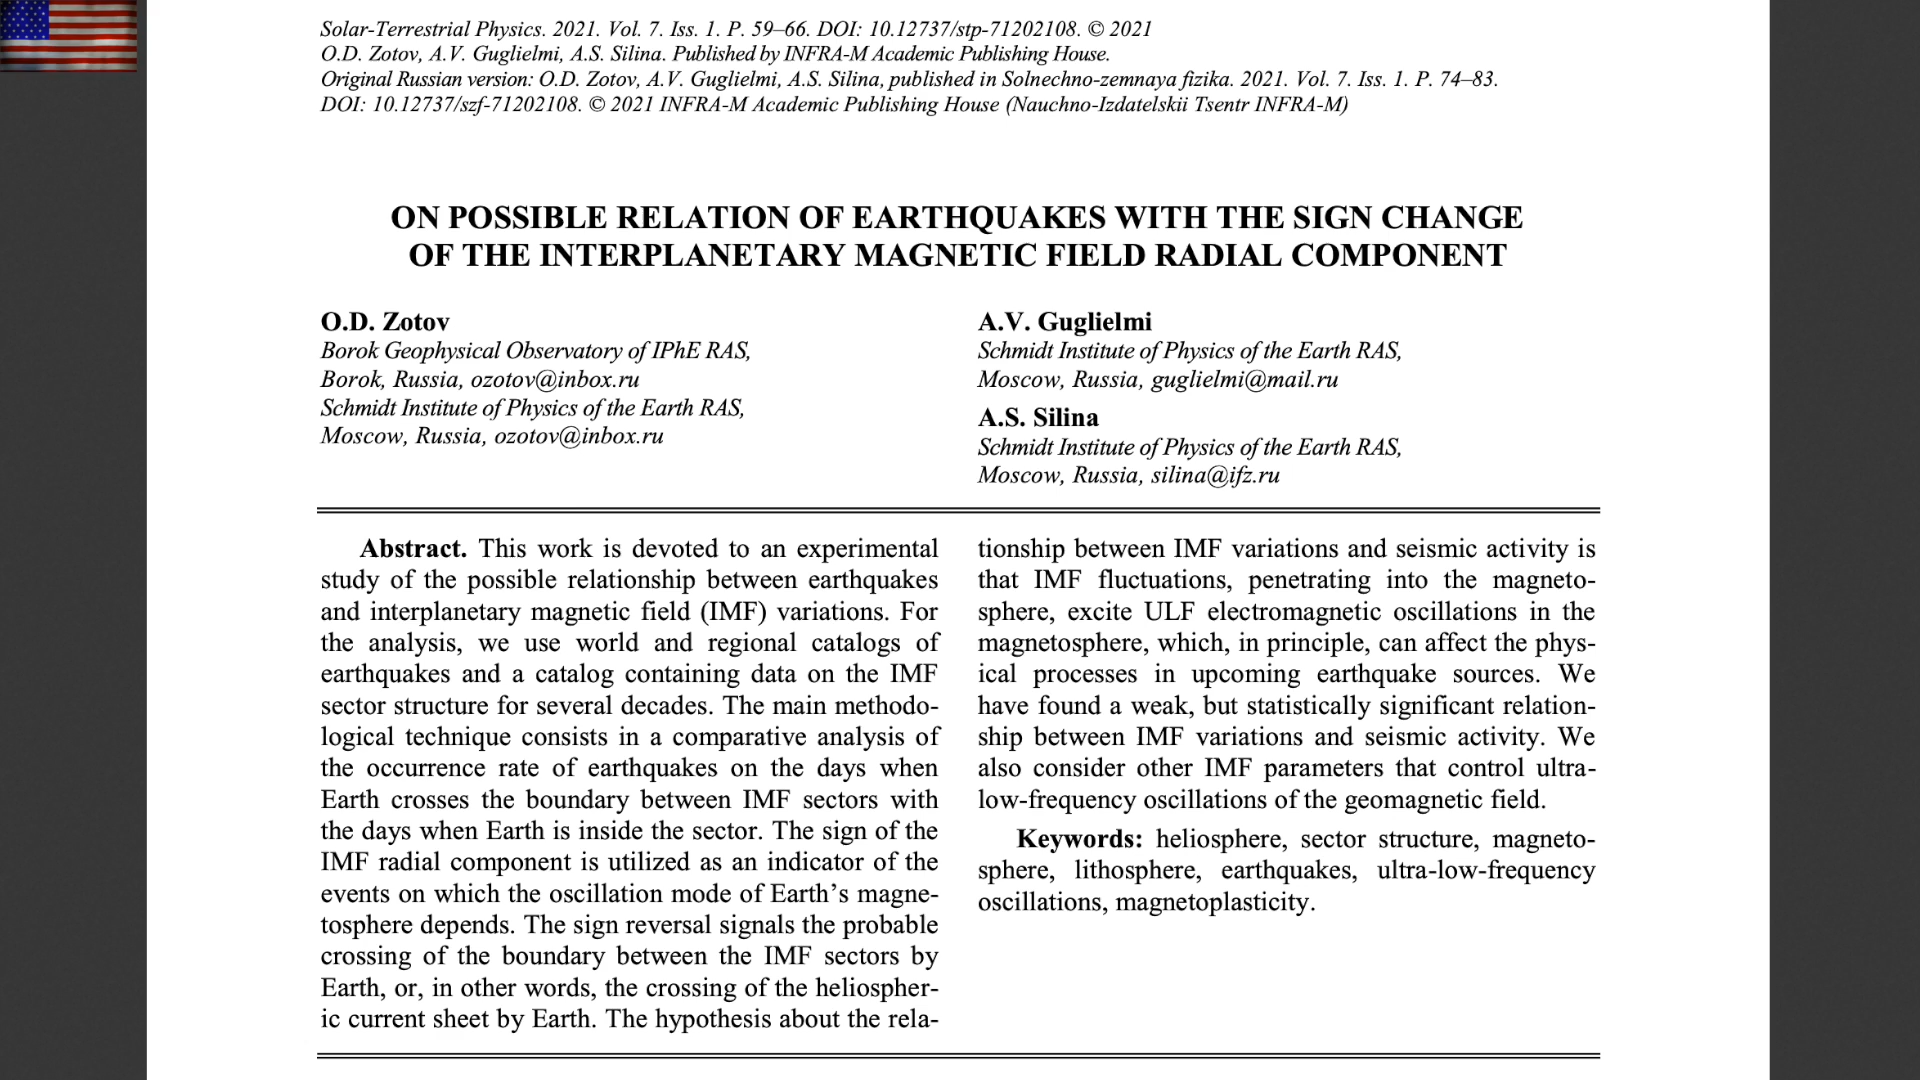 Solar-Terrestrial Physics. 2021. Vol. 7. Iss. 1. P. 59–66. DOI: 10.12737/stp-71202108. © 2021
O.D. Zotov, A.V. Guglielmi, A.S. Silina. Published by INFRA-M Academic Publishing House.
Original Russian version: O.D. Zotov, A.V. Guglielmi, A.S. Silina, published in Solnechno-zemnaya fizika. 2021. Vol. 7. Iss. 1. P. 74–83.
DOI: 10.12737/szf-71202108. © 2021 INFRA-M Academic Publishing House (Nauchno-Izdatelskii Tsentr INFRA-M)
ON POSSIBLE RELATION OF EARTHQUAKES WITH THE SIGN CHANGE
OF THE INTERPLANETARY MAGNETIC FIELD RADIAL COMPONENT
O.D. Zotov
Borok Geophysical Observatory of IPhE RAS,
Borok, Russia, ozotov@inbox.ru
Schmidt Institute of Physics of the Earth RAS,
Moscow, Russia, ozotov@inbox.ru
A.V. Guglielmi
Schmidt Institute of Physics of the Earth RAS,
Moscow, Russia, guglielmi@mail.ru
A.S. Silina
Schmidt Institute of Physics of the Earth RAS,
Moscow, Russia, silina@ifz.ru
Abstract. This work is devoted to an experimental
study of the possible relationship between earthquakes
and interplanetary magnetic field (IMF) variations. For
the analysis, we use world and regional catalogs of
earthquakes and a catalog containing data on the IMF
sector structure for several decades. The main methodo-
logical technique consists in a comparative analysis of
the occurrence rate of earthquakes on the days when
Earth crosses the boundary between IMF sectors with
the days when Earth is inside the sector. The sign of the
IMF radial component is utilized as an indicator of the
events on which the oscillation mode of Earth's magne-
tosphere depends. The sign reversal signals the probable
crossing of the boundary between the IMF sectors by
Earth, or, in other words, the crossing of the heliospher-
ic current sheet by Earth. The hypothesis about the rela-
tionship between IMF variations and seismic activity is
that IMF fluctuations, penetrating into the magneto-
sphere, excite ULF electromagnetic oscillations in the
magnetosphere, which, in principle, can affect the phys-
ical processes in upcoming earthquake sources. We
have found a weak, but statistically significant relation-
ship between IMF variations and seismic activity. We
also consider other IMF parameters that control ultra-
low-frequency oscillations of the geomagnetic field.
Keywords: heliosphere, sector structure, magneto-
sphere, lithosphere, earthquakes, ultra-low-frequency
oscillations, magnetoplasticity.